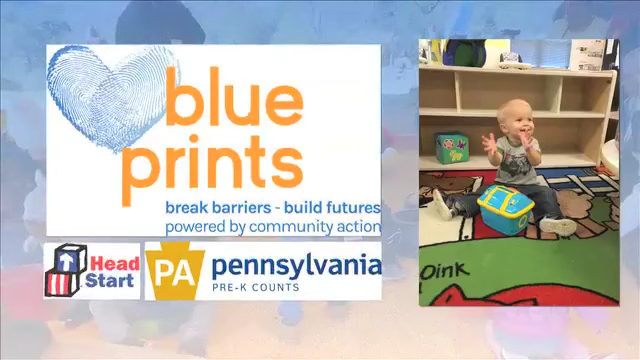 blue
prints
break barriers - build futures
powered by community action
Head
Start
PA
pennsylvania
PRE-K COUNTS
Oink